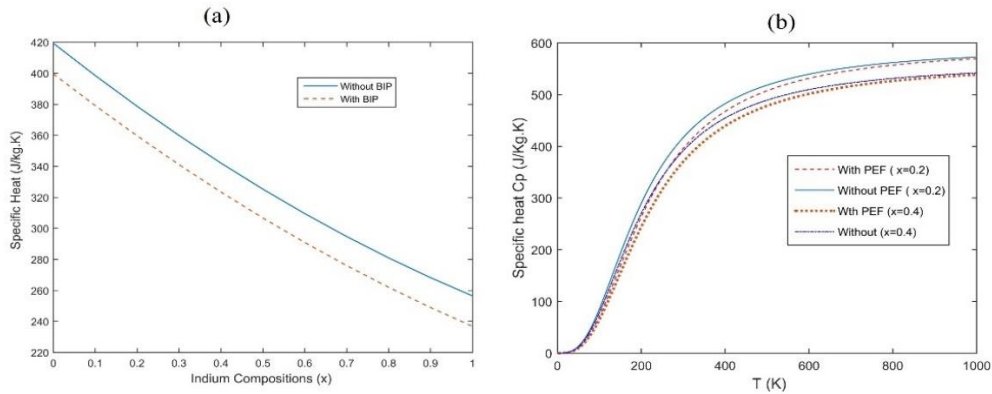 (a)
420
400
380
360
340
320
300
280
260
240
220
Specific Heat (J/kg.K)
Without BIP
With BIP
0 0.1 0.2 0.3 0.4 0.5 0.6 0.7 0.8 0.9 1
Indium Compositions (x)
(b)
600
500
400
300
200
100
0
Specific heat Cp (J/Kg.K)
With PEF ( x=0.2)
Without PEF ( x=0.2)
Wth PEF (x=0.4)
Without (x=0.4)
0 200 400 600 800 1000
T (K)